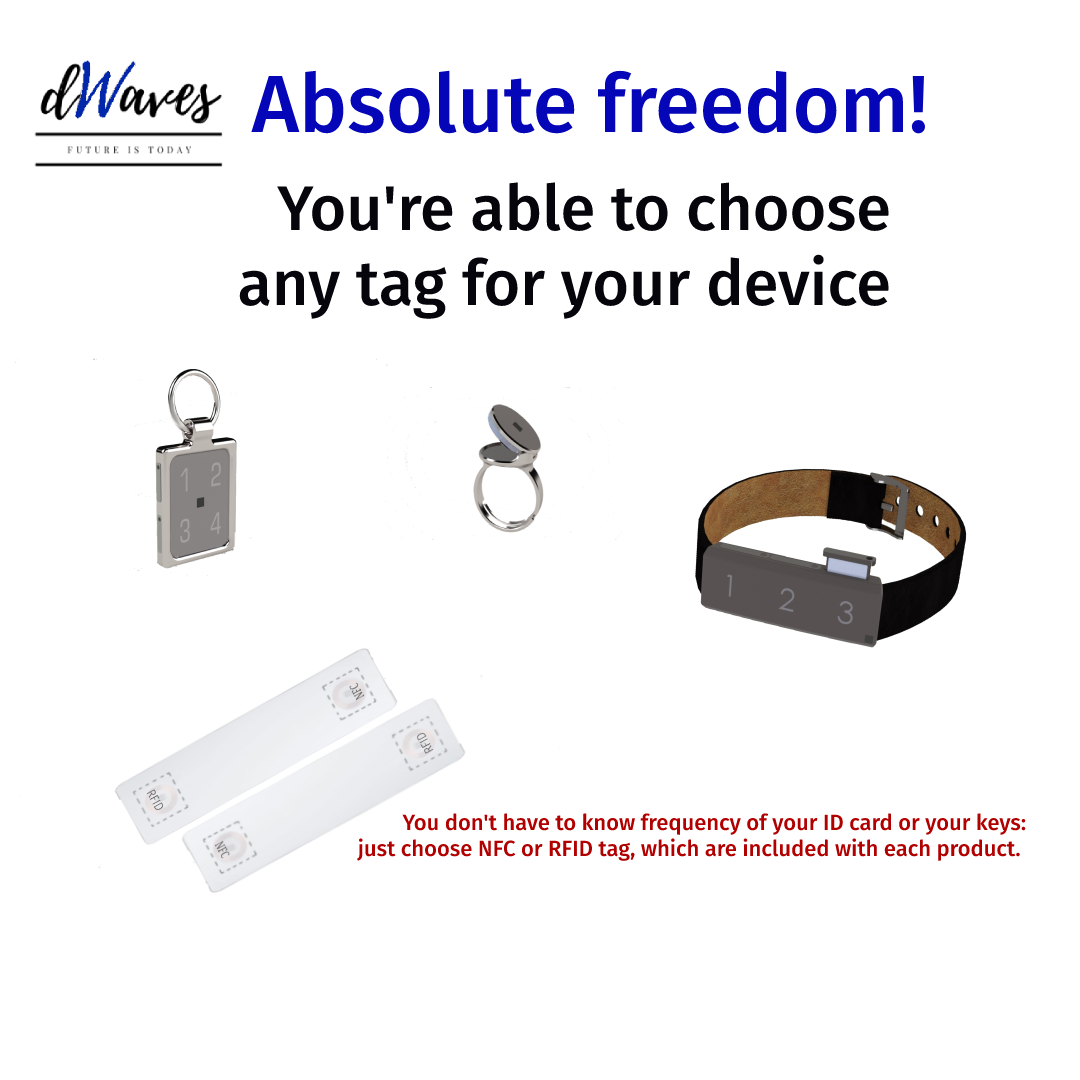 dWaves
FUTURE IS TODAY
Absolute freedom!
You're able to choose
any tag for your device
1 2
3 4
1 2 3
NFC
RFID
RFID
NFC
You don't have to know frequency of your ID card or your keys:
just choose NFC or RFID tag, which are included with each product.